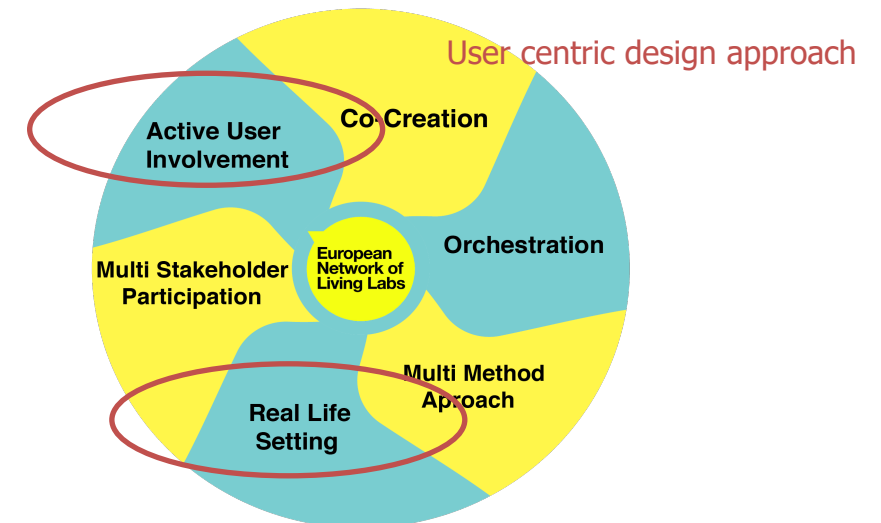 User centric design approach
Co-Creation
Active User
Involvement
Orchestration
European
Network of
Living Labs
Multi Stakeholder
Participation
Multi Method
Aproach
Real Life
Setting